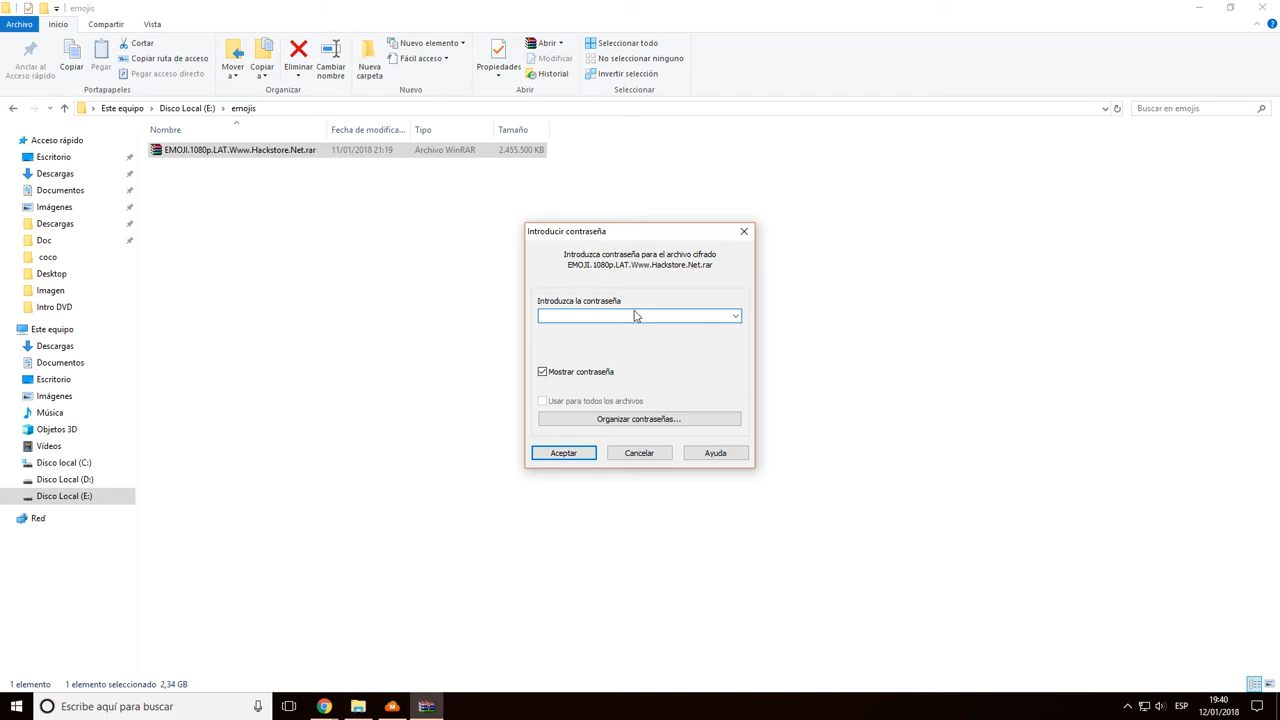 emojis
Archivo Inicio Compartir Vista
Anclar al Acceso rápido
Copiar
Pegar
Cortar
Copiar ruta de acceso
Pegar acceso directo
Portapapeles
Mover a
Copiar a
Eliminar
Cambiar nombre
Organizar
Nueva carpeta
Nuevo elemento
Fácil acceso
Nuevo
Propiedades
Abrir
Modificar
Historial
Abrir
Seleccionar todo
No seleccionar ninguno
Invertir selección
Seleccionar
Este equipo > Disco Local (E:) > emojis
Buscar en emojis
Nombre Fecha de modifica... Tipo Tamaño
EMOJI.1080p.LAT.Www.Hackstore.Net.rar 11/01/2018 21:19 Archivo WinRAR 2.455.500 KB
Acceso rápido
Escritorio
Descargas
Documentos
Imágenes
Descargas
Doc
coco
Desktop
Imagen
Intro DVD
Este equipo
Descargas
Documentos
Escritorio
Imágenes
Música
Objetos 3D
Vídeos
Disco local (C:)
Disco Local (D:)
Disco Local (E:)
Red
Introducir contraseña
Introduzca contraseña para el archivo cifrado
EMOJI.1080p.LAT.Www.Hackstore.Net.rar
Introduzca la contraseña
Mostrar contraseña
Usar para todos los archivos
Organizar contraseñas...
Aceptar Cancelar Ayuda
1 elemento 1 elemento seleccionado 2,34 GB
Escribe aquí para buscar
ESP
19:40
12/01/2018